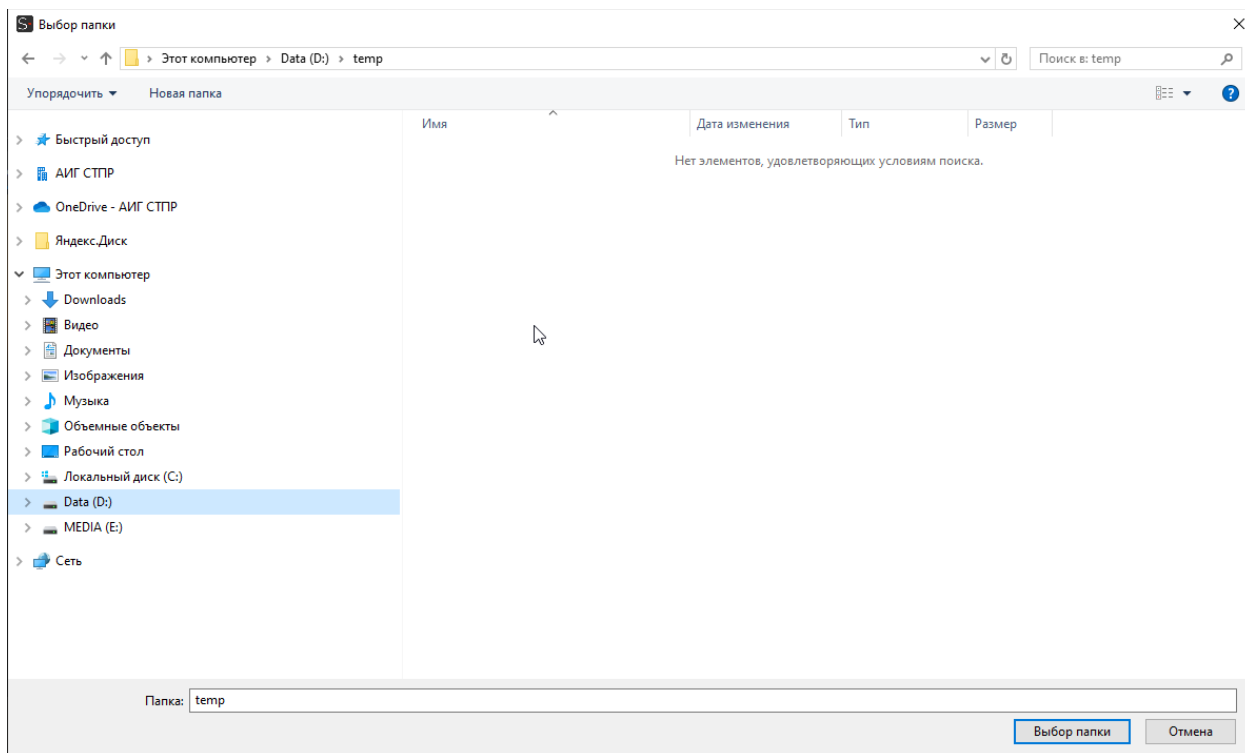 Выбор папки
Этот компьютер > Data (D:) > temp
Поиск в: temp
Упорядочить Новая папка
Имя Дата изменения Тип Размер
Нет элементов, удовлетворяющих условиям поиска.
Быстрый доступ
АИГ СТПР
OneDrive - АИГ СТПР
Яндекс.Диск
Этот компьютер
Downloads
Видео
Документы
Изображения
Музыка
Объемные объекты
Рабочий стол
Локальный диск (C:)
Data (D:)
MEDIA (E:)
Сеть
Папка: temp
Выбор папки Отмена